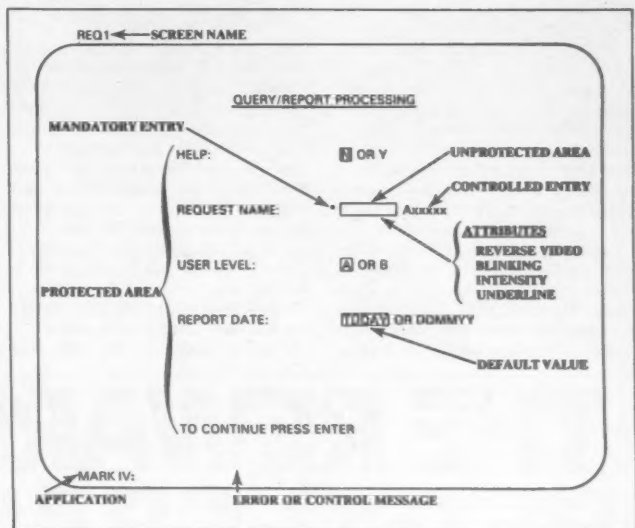 REQ1 SCREEN NAME
QUERY/REPORT PROCESSING
MANDATORY ENTRY
HELP: N OR Y UNPROTECTED AREA
CONTROLLED ENTRY
REQUEST NAME: • Axxxxx
ATTRIBUTES
REVERSE VIDEO
BLINKING
INTENSITY
UNDERLINE
USER LEVEL: A OR B
PROTECTED AREA
REPORT DATE: TODAY OR DDMMYY
DEFAULT VALUE
TO CONTINUE PRESS ENTER
MARK IV:
APPLICATION ERROR OR CONTROL MESSAGE